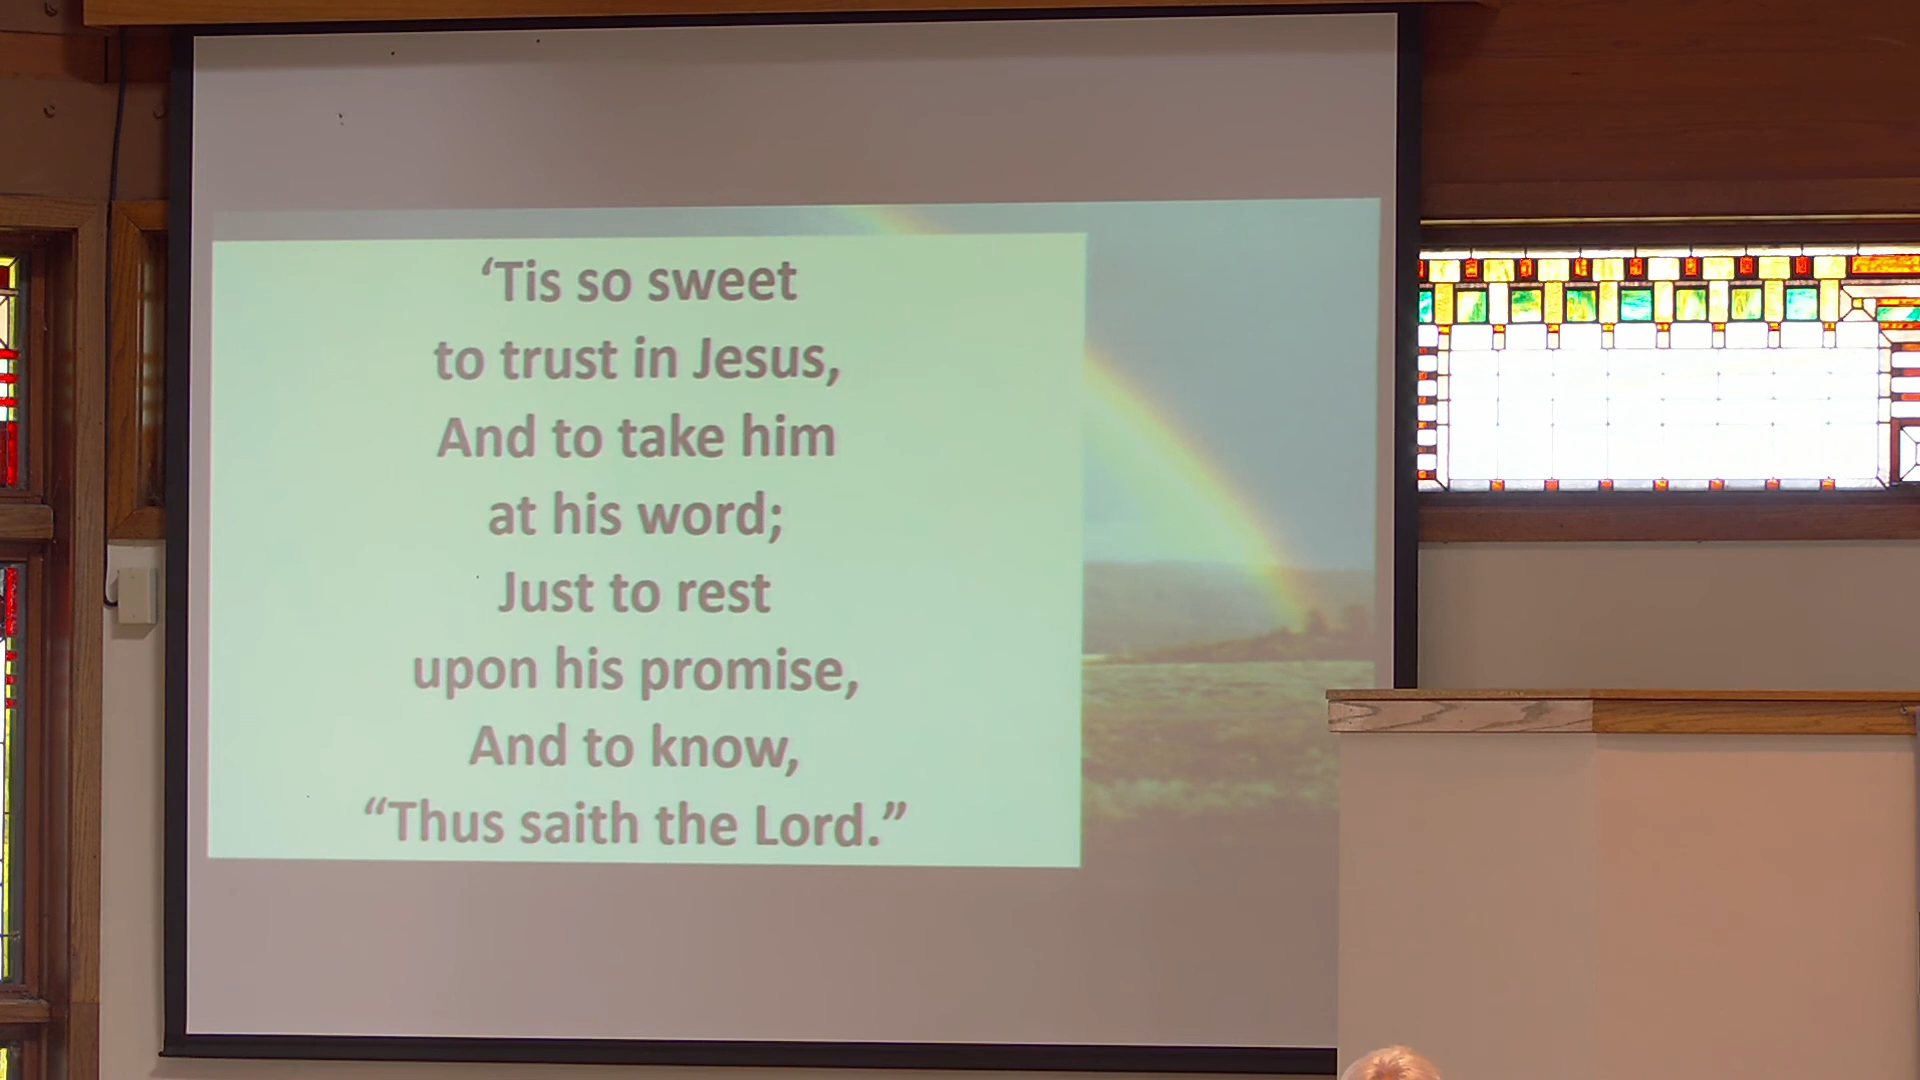 ‘Tis so sweet
to trust in Jesus,
And to take him
at his word;
Just to rest
upon his promise,
And to know,
“Thus saith the Lord.”